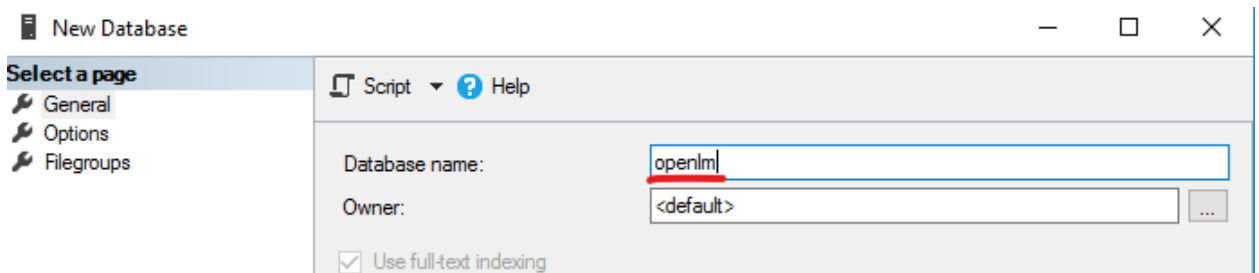 New Database
Select a page
General
Options
Filegroups
Script
Help
Database name:
openlm
Owner:
<default>
...
Use full-text indexing